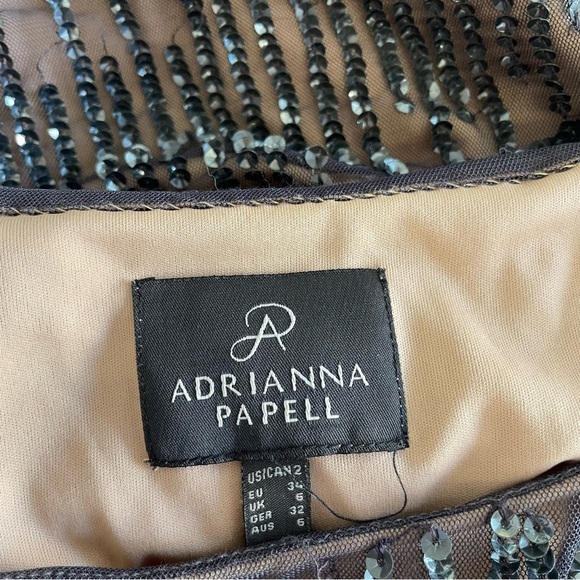 AP
ADRIANNA
PAPELL
US/CAN 2
EU 34
UK 6
GER 32
AUS 6